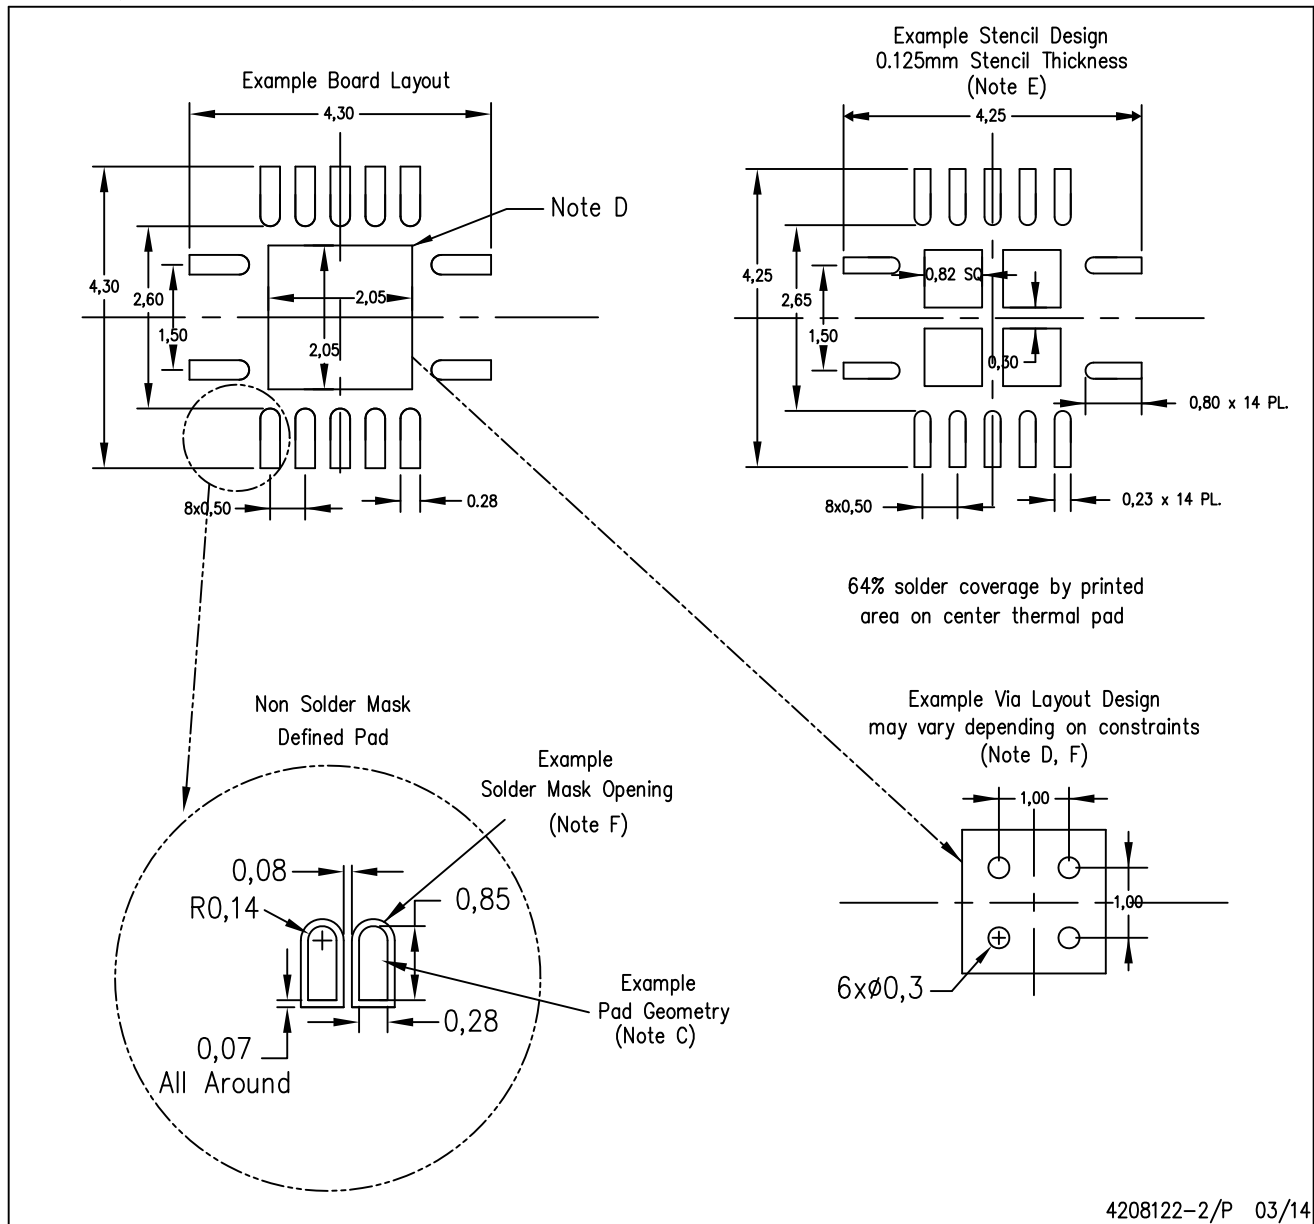 Example Board Layout
4,30
4,30
2,60
1,50
2,05
2,05
Note D
8x0,50
0.28
Example Stencil Design
0.125mm Stencil Thickness
(Note E)
4,25
4,25
2,65
1,50
0,82 SQ
0,30
0,80 x 14 PL.
8x0,50
0,23 x 14 PL.
64% solder coverage by printed
area on center thermal pad
Non Solder Mask
Defined Pad
Example
Solder Mask Opening
(Note F)
0,08
R0,14
0,85
0,28
0,07
All Around
Example
Pad Geometry
(Note C)
Example Via Layout Design
may vary depending on constraints
(Note D, F)
1,00
1,00
6xø0,3
4208122-2/P 03/14